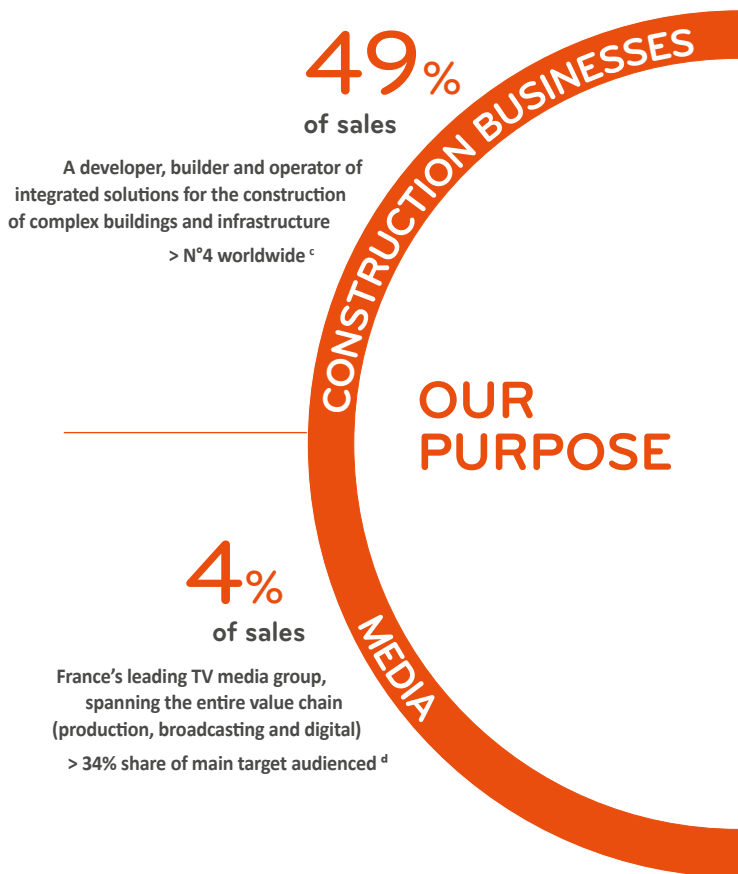 49%
of sales
A developer, builder and operator of
integrated solutions for the construction
of complex buildings and infrastructure
> N°4 worldwide ᶜ
CONSTRUCTION BUSINESSES
OUR
PURPOSE
4%
of sales
France’s leading TV media group,
spanning the entire value chain
(production, broadcasting and digital)
> 34% share of main target audienced ᵈ
MEDIA